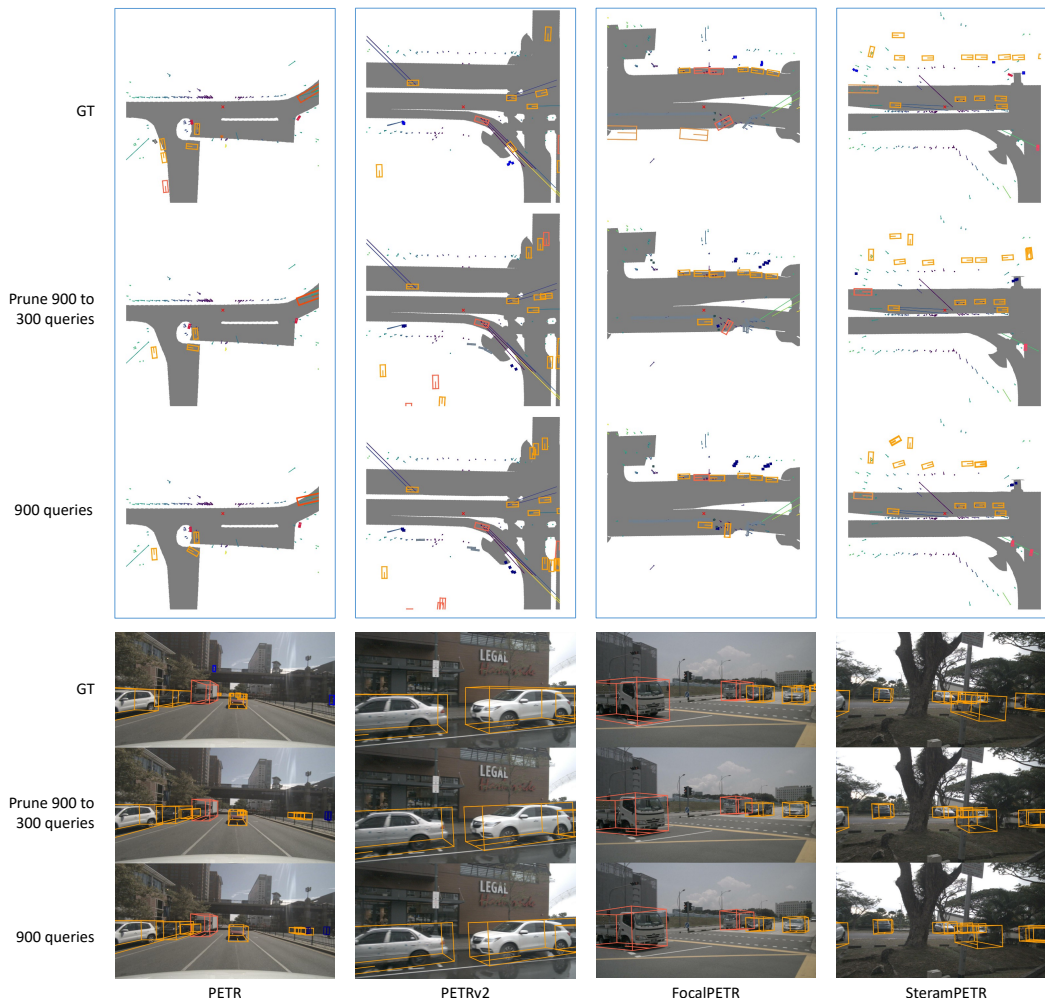 GT
Prune 900 to
300 queries
900 queries
GT
LEGAL
Prune 900 to
300 queries
LEGAL
900 queries
LEGAL
PETR
PETRv2
FocalPETR
SteramPETR